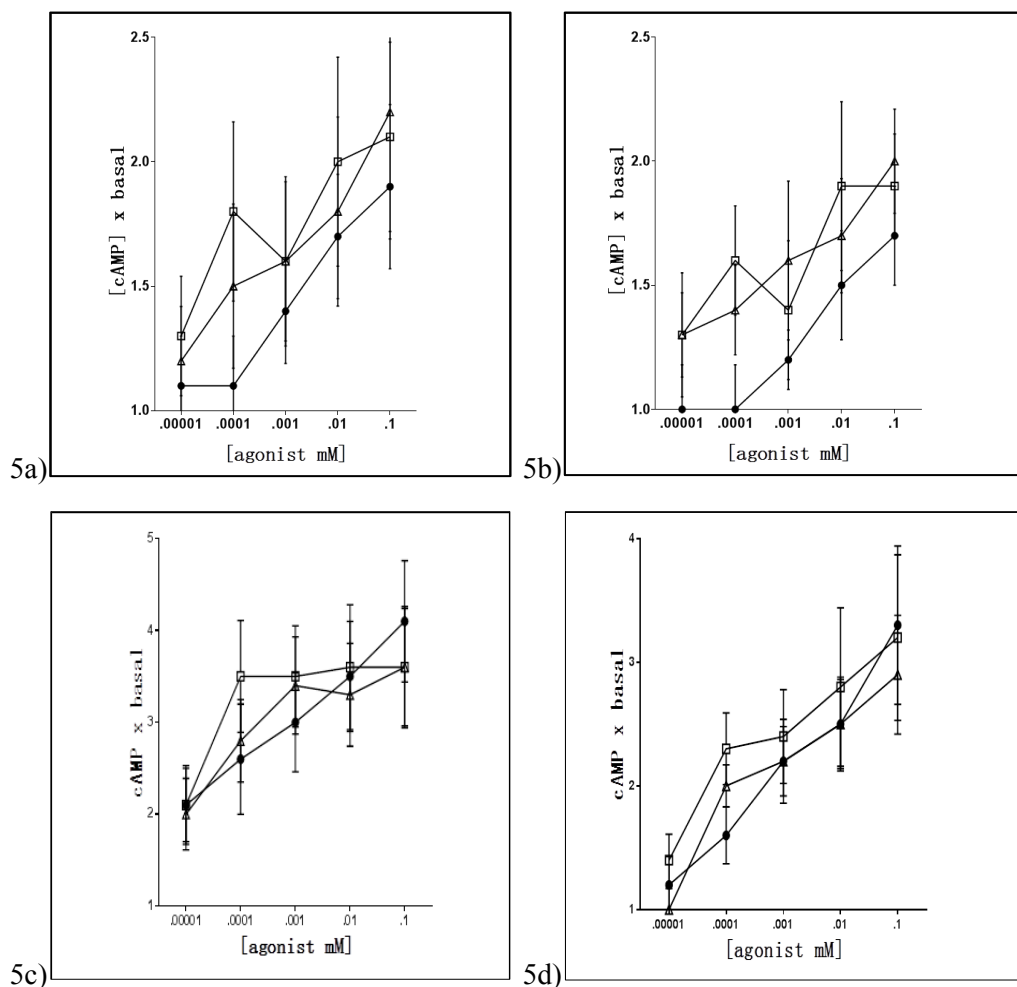 2.5
2.0
1.5
1.0
[cAMP] x basal
.00001 .0001 .001 .01 .1
[agonist mM]
5a)
2.5
2.0
1.5
1.0
[cAMP] x basal
.00001 .0001 .001 .01 .1
[agonist mM]
5b)
5
4
3
2
1
cAMP x basal
.00001 .0001 .001 .01 .1
[agonist mM]
5c)
4
3
2
1
cAMP x basal
.00001 .0001 .001 .01 .1
[agonist mM]
5d)